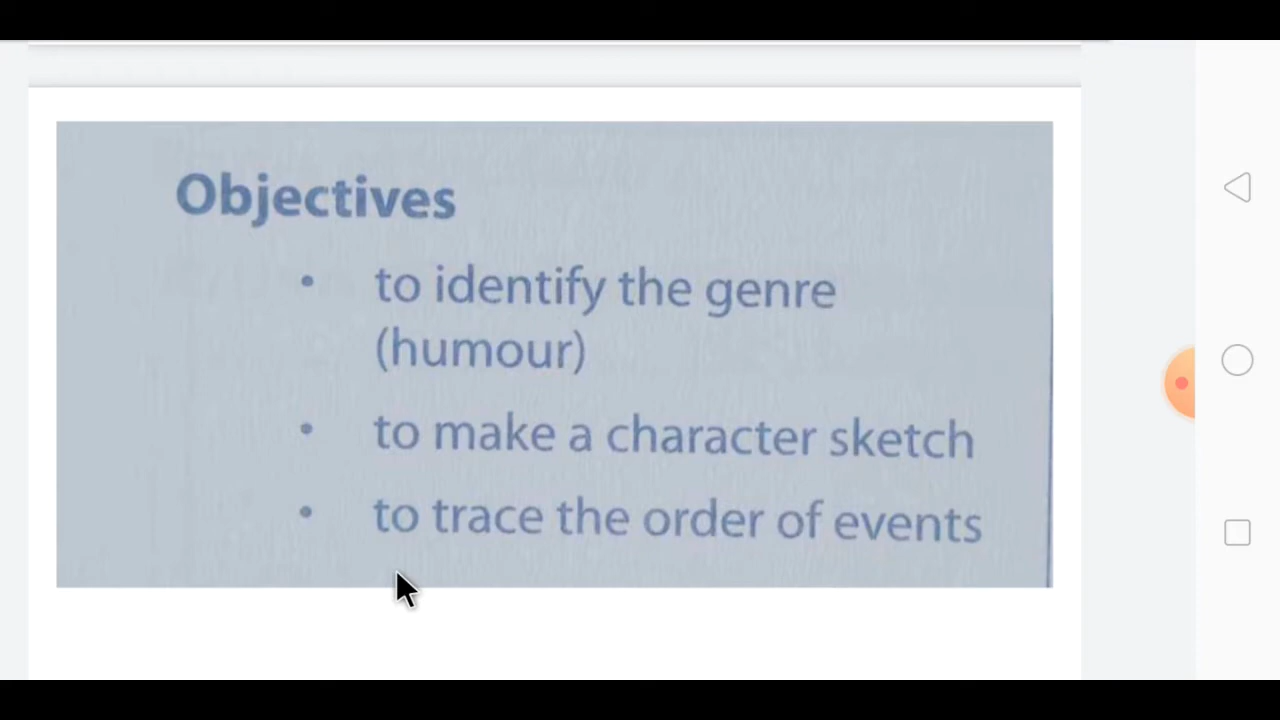 Objectives
• to identify the genre
(humour)
• to make a character sketch
• to trace the order of events